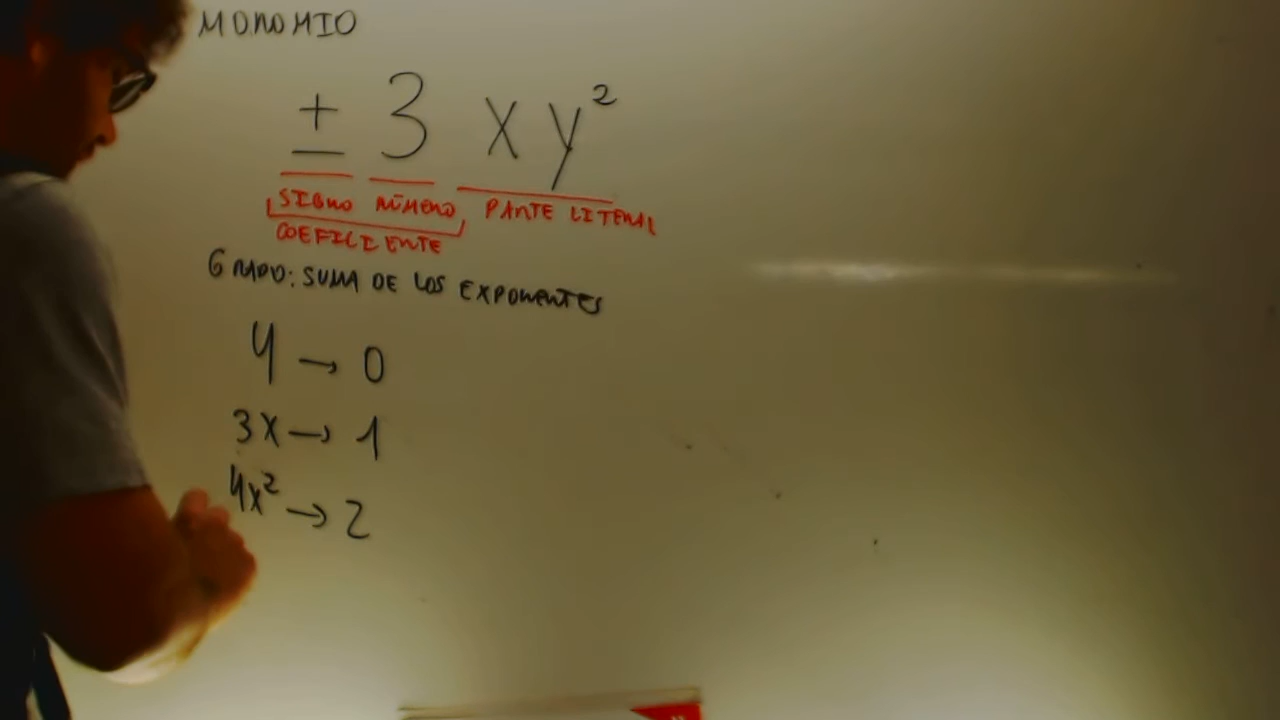 MONOMIO
± 3 x y²
SIGNO NÚMERO PARTE LITERAL
COEFICIENTE
GRADO: SUMA DE LOS EXPONENTES
4 → 0
3x → 1
4x² → 2